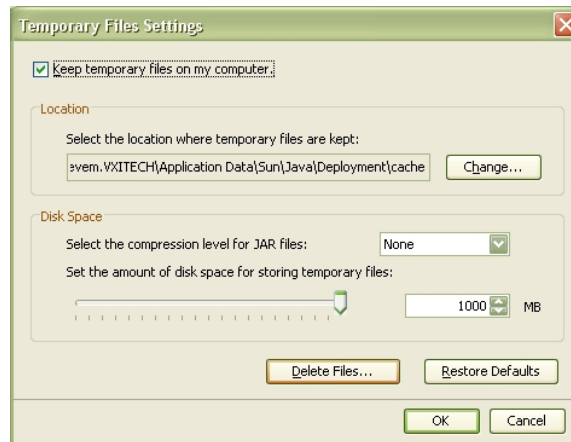 Temporary Files Settings
Keep temporary files on my computer.
Location
Select the location where temporary files are kept:
evem.VXITECH\Application Data\Sun\Java\Deployment\cache
Change...
Disk Space
Select the compression level for JAR files:
None
Set the amount of disk space for storing temporary files:
1000
MB
Delete Files...
Restore Defaults
OK
Cancel